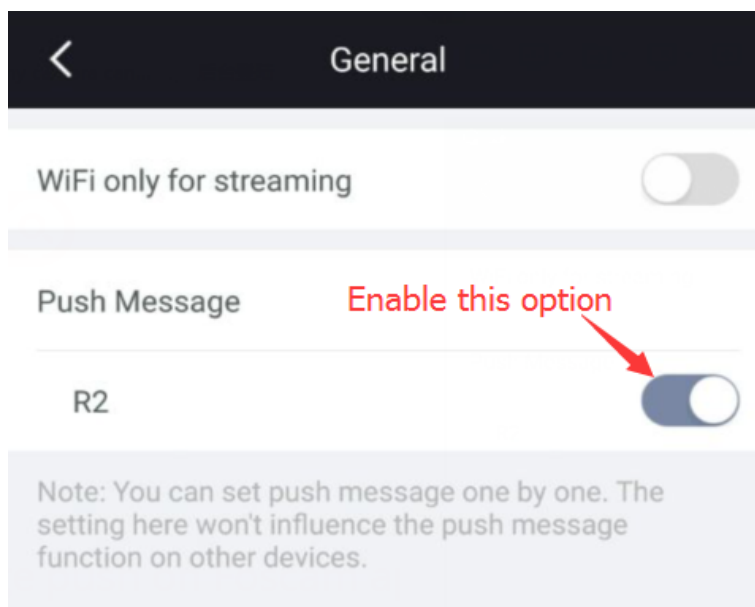 General
WiFi only for streaming
Push Message
Enable this option
R2
Note: You can set push message one by one. The
setting here won't influence the push message
function on other devices.